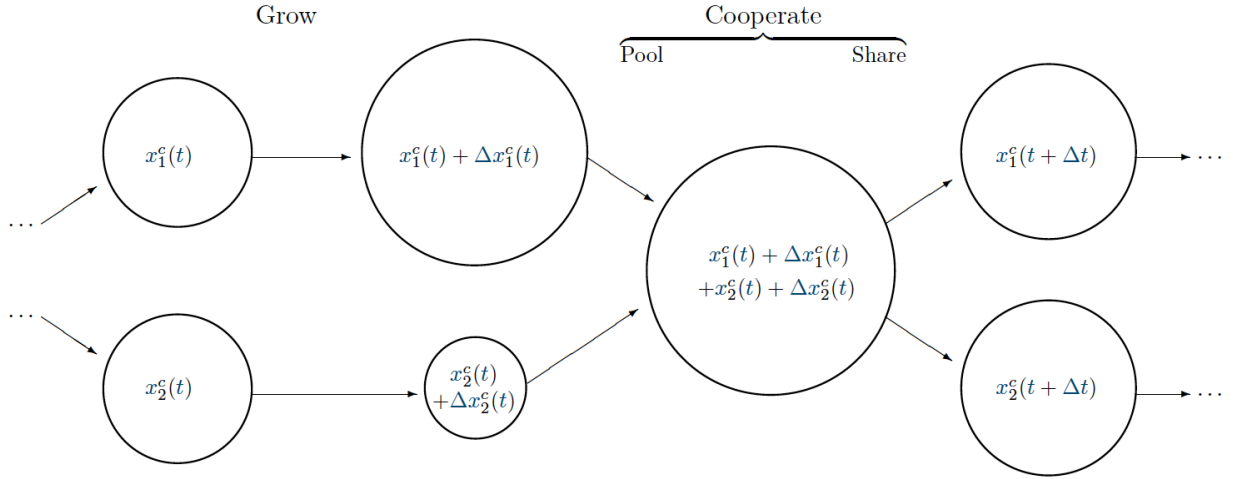 Grow
Cooperate
Pool
Share
x₁ᶜ(t)
x₁ᶜ(t) + Δx₁ᶜ(t)
x₁ᶜ(t + Δt)
...
...
x₁ᶜ(t) + Δx₁ᶜ(t)
+x₂ᶜ(t) + Δx₂ᶜ(t)
...
x₂ᶜ(t)
x₂ᶜ(t)
+Δx₂ᶜ(t)
x₂ᶜ(t + Δt)
...